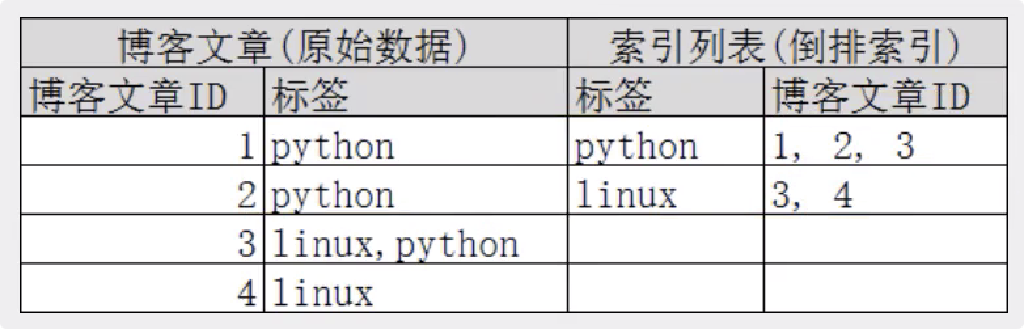 博客文章(原始数据) 索引列表(倒排索引)
博客文章ID 标签 标签 博客文章ID
1 python python 1, 2, 3
2 python linux 3, 4
3 linux,python
4 linux